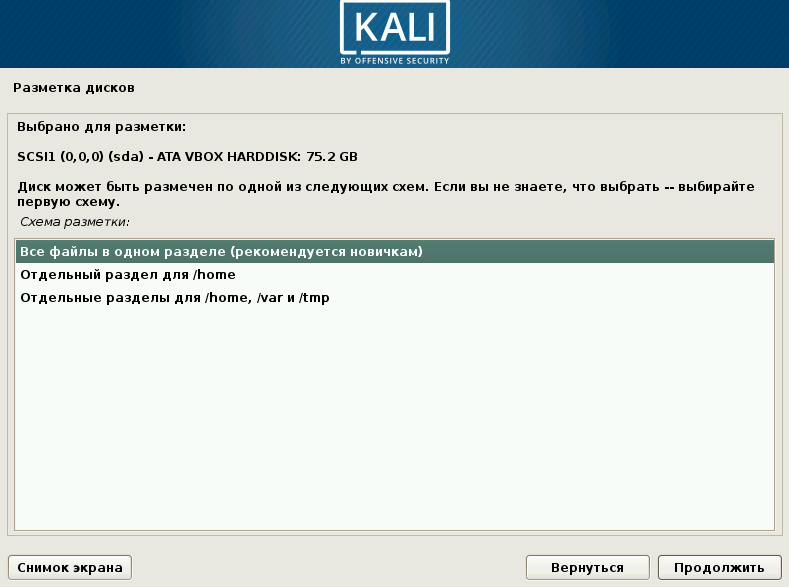 KALI
BY OFFENSIVE SECURITY
Разметка дисков
Выбрано для разметки:
SCSI1 (0,0,0) (sda) - ATA VBOX HARDDISK: 75.2 GB
Диск может быть размечен по одной из следующих схем. Если вы не знаете, что выбрать -- выбирайте
первую схему.
Схема разметки:
Все файлы в одном разделе (рекомендуется новичкам)
Отдельный раздел для /home
Отдельные разделы для /home, /var и /tmp
Снимок экрана
Вернуться
Продолжить